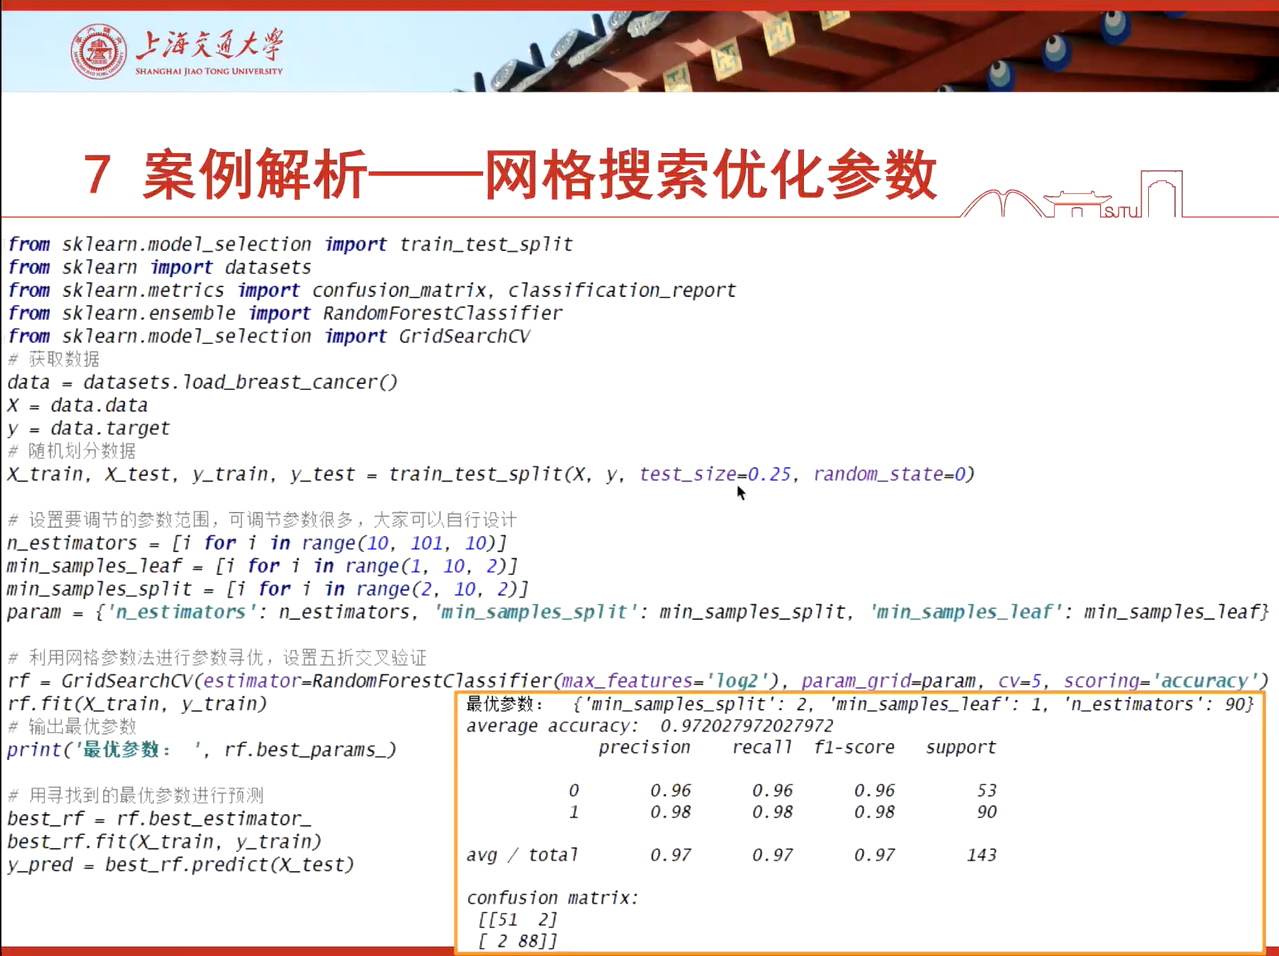 上海交通大学
SHANGHAI JIAO TONG UNIVERSITY
7 案例解析——网格搜索优化参数
SJTU
from sklearn.model_selection import train_test_split
from sklearn import datasets
from sklearn.metrics import confusion_matrix, classification_report
from sklearn.ensemble import RandomForestClassifier
from sklearn.model_selection import GridSearchCV
# 获取数据
data = datasets.load_breast_cancer()
X = data.data
y = data.target
# 随机划分数据
X_train, X_test, y_train, y_test = train_test_split(X, y, test_size=0.25, random_state=0)
# 设置要调节的参数范围，可调节参数很多，大家可以自行设计
n_estimators = [i for i in range(10, 101, 10)]
min_samples_leaf = [i for i in range(1, 10, 2)]
min_samples_split = [i for i in range(2, 10, 2)]
param = {'n_estimators': n_estimators, 'min_samples_split': min_samples_split, 'min_samples_leaf': min_samples_leaf}
# 利用网格参数法进行参数寻优，设置五折交叉验证
rf = GridSearchCV(estimator=RandomForestClassifier(max_features='log2'), param_grid=param, cv=5, scoring='accuracy')
rf.fit(X_train, y_train)
# 输出最优参数
print('最优参数： ', rf.best_params_)
# 用寻找到的最优参数进行预测
best_rf = rf.best_estimator_
best_rf.fit(X_train, y_train)
y_pred = best_rf.predict(X_test)
最优参数： {'min_samples_split': 2, 'min_samples_leaf': 1, 'n_estimators': 90}
average accuracy: 0.972027972027972
precision recall f1-score support
0 0.96 0.96 0.96 53
1 0.98 0.98 0.98 90
avg / total 0.97 0.97 0.97 143
confusion matrix:
[[51 2]
[ 2 88]]